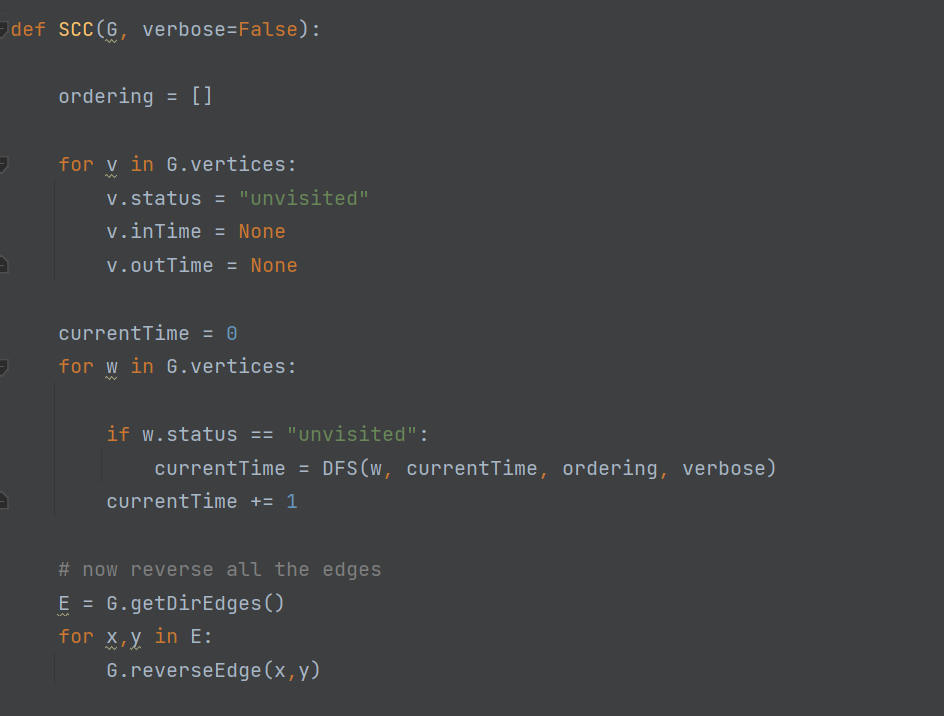 def SCC(G, verbose=False):
ordering = []
for v in G.vertices:
v.status = "unvisited"
v.inTime = None
v.outTime = None
currentTime = 0
for w in G.vertices:
if w.status == "unvisited":
currentTime = DFS(w, currentTime, ordering, verbose)
currentTime += 1
# now reverse all the edges
E = G.getDirEdges()
for x,y in E:
G.reverseEdge(x,y)